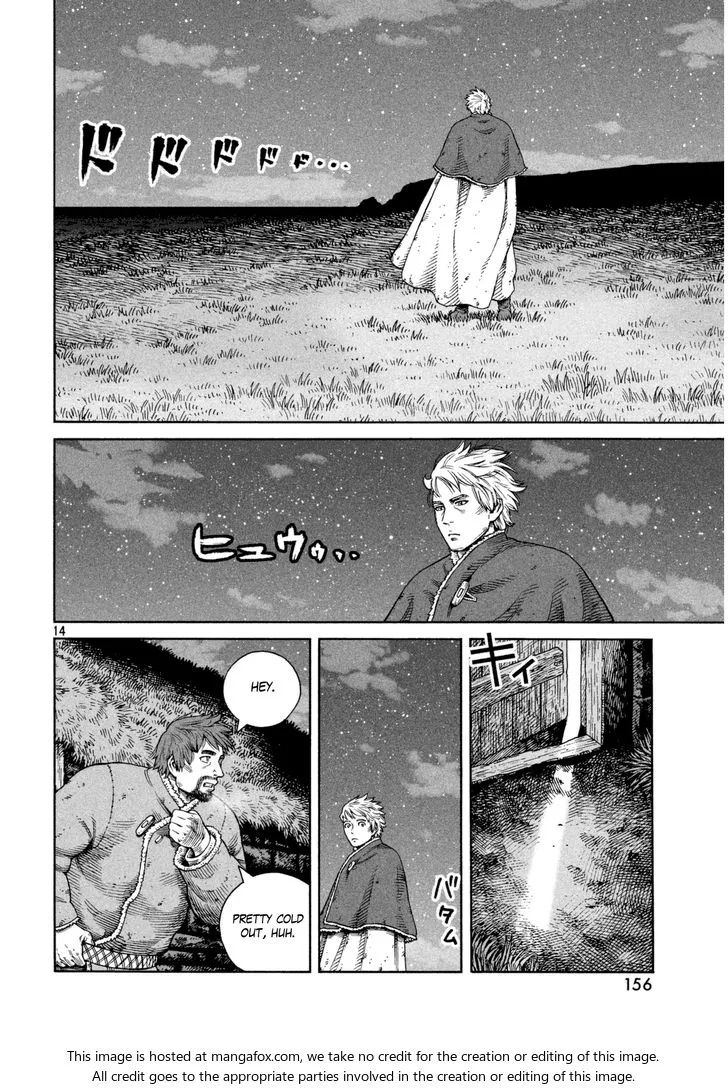 ド ド ド ド ド ・・・
ヒュウゥ・・・
14
キィ
バタム
HEY.
PRETTY COLD
OUT, HUH.
156
This image is hosted at mangafox.com, we take no credit for the creation or editing of this image.
All credit goes to the appropriate parties involved in the creation or editing of this image.